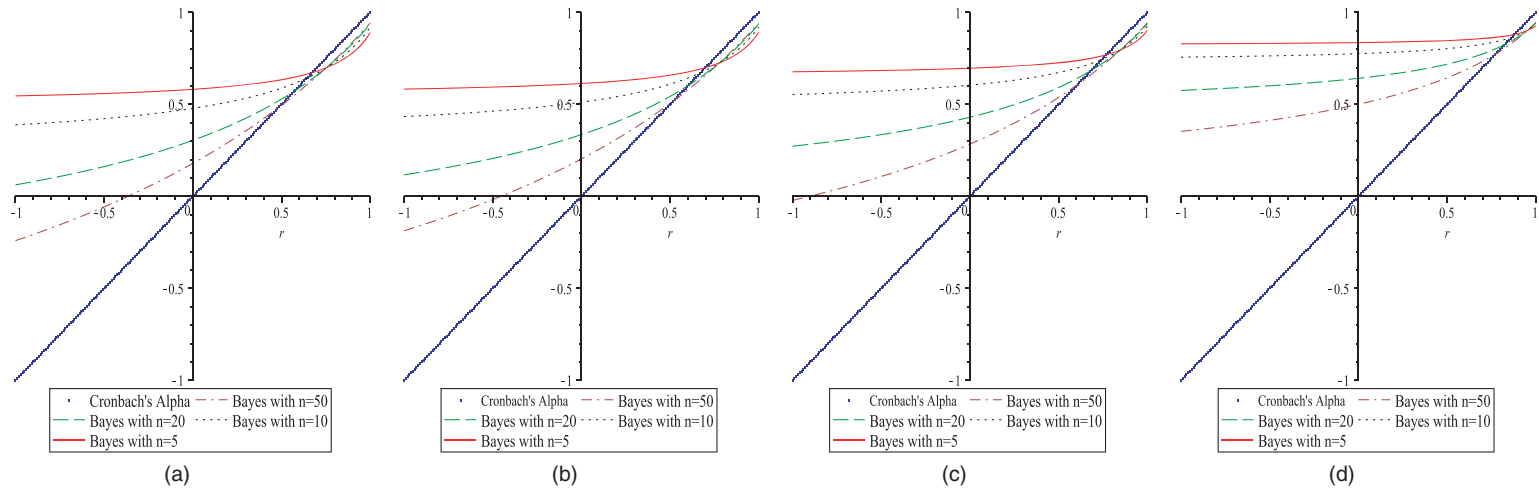 1
0.5
-1
-0.5
0
0.5
1
r
-0.5
-1
Cronbach's Alpha
Bayes with n=50
Bayes with n=20
Bayes with n=10
Bayes with n=5
(a)
1
0.5
-1
-0.5
0
0.5
1
r
-0.5
-1
Cronbach's Alpha
Bayes with n=50
Bayes with n=20
Bayes with n=10
Bayes with n=5
(b)
1
0.5
-1
-0.5
0
0.5
1
r
-0.5
-1
Cronbach's Alpha
Bayes with n=50
Bayes with n=20
Bayes with n=10
Bayes with n=5
(c)
1
0.5
-1
-0.5
0
0.5
1
r
-0.5
-1
Cronbach's Alpha
Bayes with n=50
Bayes with n=20
Bayes with n=10
Bayes with n=5
(d)